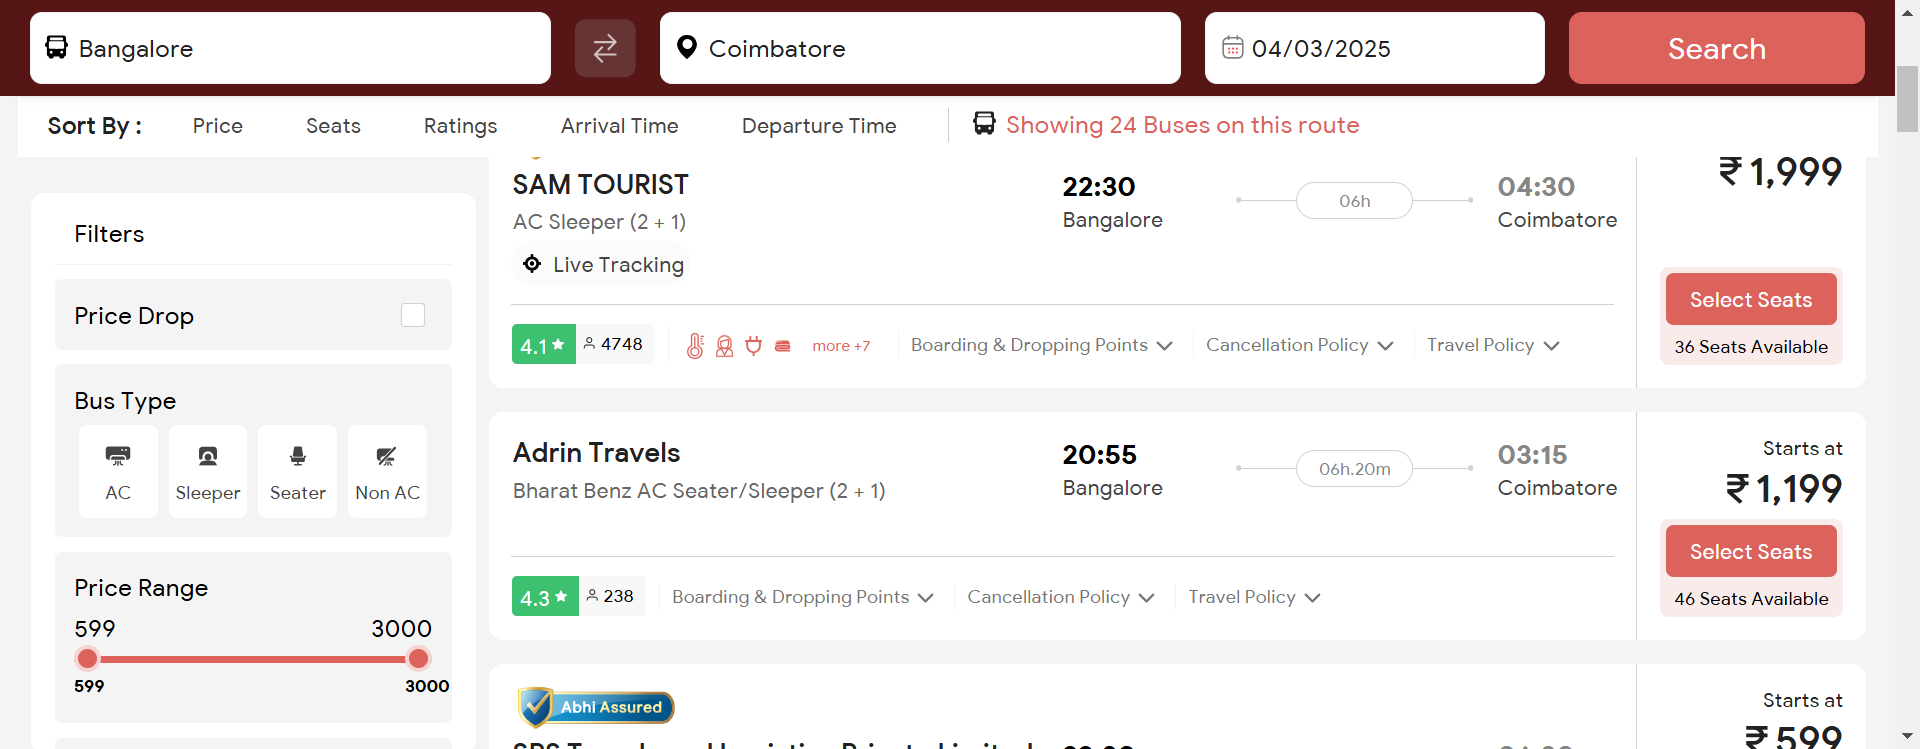 Bangalore
Coimbatore
04/03/2025
Search
Sort By :
Price
Seats
Ratings
Arrival Time
Departure Time
Showing 24 Buses on this route
Filters
Price Drop
Bus Type
AC
Sleeper
Seater
Non AC
Price Range
599
3000
599
3000
SAM TOURIST
AC Sleeper (2 + 1)
Live Tracking
22:30
Bangalore
06h
04:30
Coimbatore
₹ 1,999
Select Seats
36 Seats Available
4.1
4748
more +7
Boarding & Dropping Points
Cancellation Policy
Travel Policy
Adrin Travels
Bharat Benz AC Seater/Sleeper (2 + 1)
20:55
Bangalore
06h.20m
03:15
Coimbatore
Starts at
₹ 1,199
Select Seats
46 Seats Available
4.3
238
Boarding & Dropping Points
Cancellation Policy
Travel Policy
Abhi Assured
Starts at
₹ 599